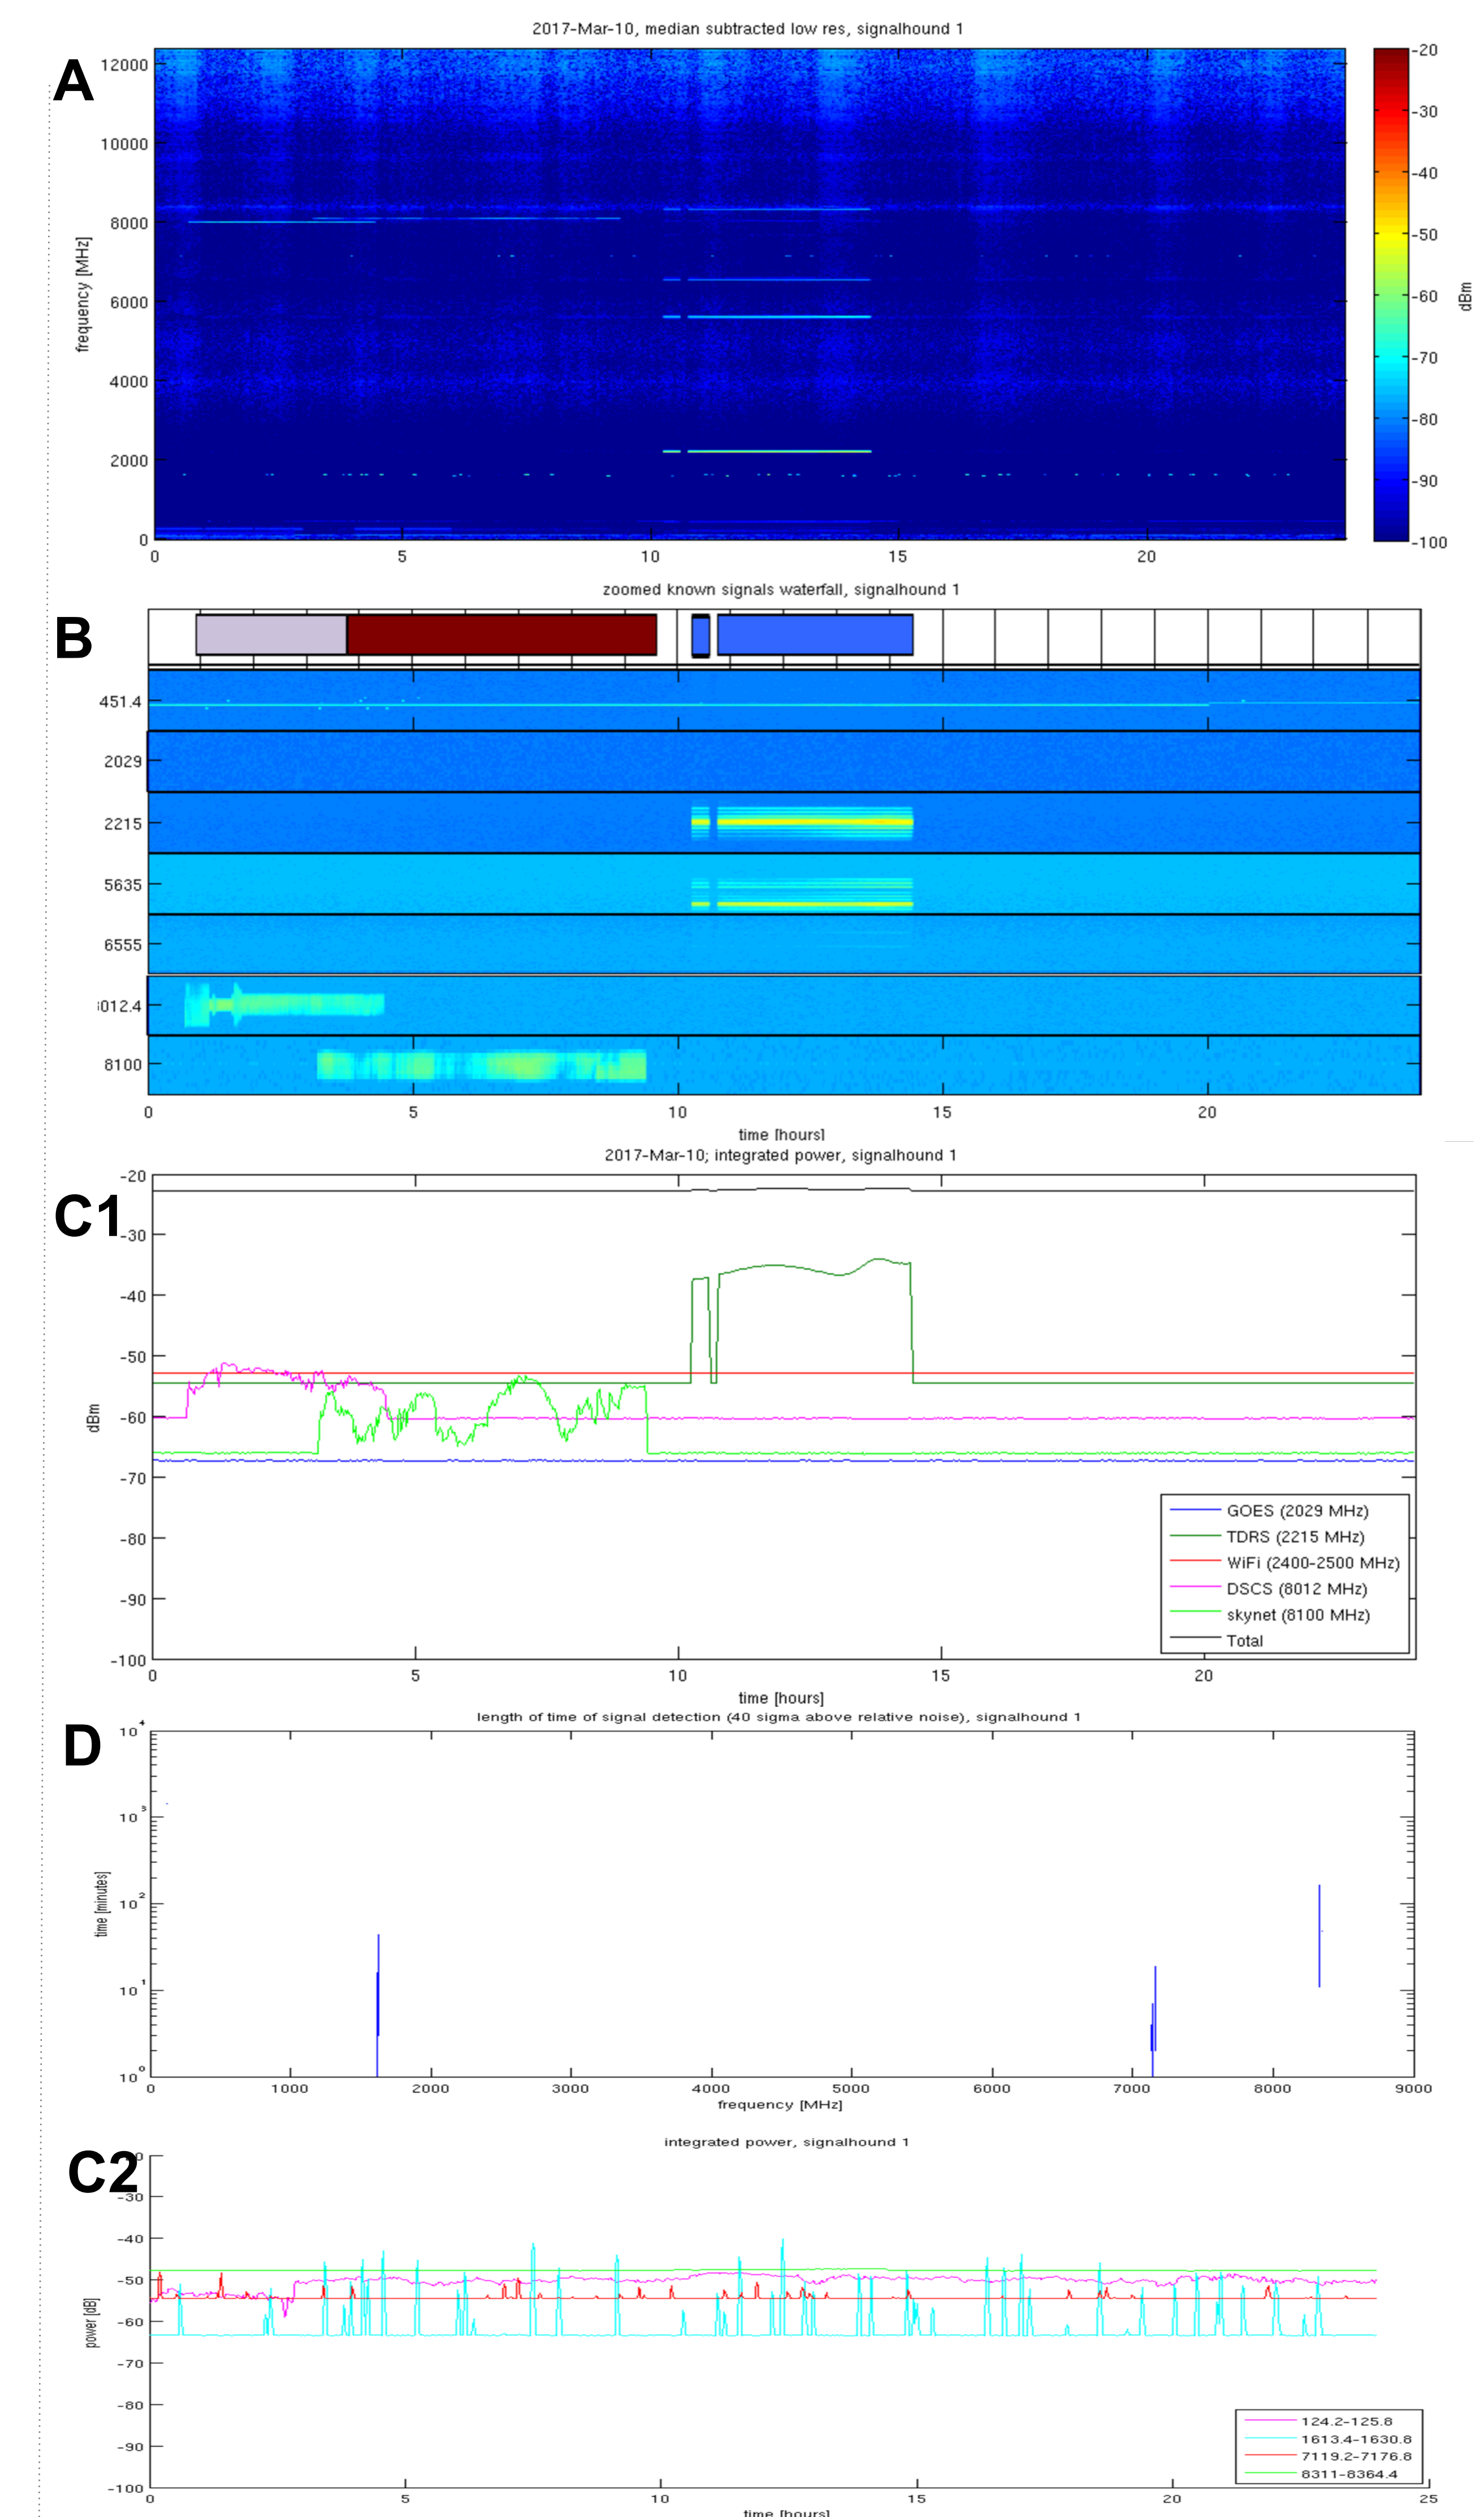 2017-Mar-10, median subtracted low res, signalhound 1
A
12000
10000
8000
6000
4000
2000
0
frequency [MHz]
0 5 10 15 20
-20
-30
-40
-50
-60
-70
-80
-90
-100
dBm
zoomed known signals waterfall, signalhound 1
B
451.4
2029
2215
5635
6555
012.4
8100
0 5 10 15 20
time [hours]
2017-Mar-10; integrated power, signalhound 1
C1
-20
-30
-40
-50
-60
-70
-80
-90
-100
dBm
GOES (2029 MHz)
TDRS (2215 MHz)
WiFi (2400-2500 MHz)
DSCS (8012 MHz)
skynet (8100 MHz)
Total
0 5 10 15 20
time [hours]
length of time of signal detection (40 sigma above relative noise), signalhound 1
D
10⁴
10³
10²
10¹
10⁰
time [minutes]
0 1000 2000 3000 4000 5000 6000 7000 8000 9000
frequency [MHz]
integrated power, signalhound 1
C2
-30
-40
-50
-60
-70
-80
-90
-100
power [dB]
124.2-125.8
1613.4-1630.8
7119.2-7176.8
8311-8364.4
0 5 10 15 20 25
time [hours]